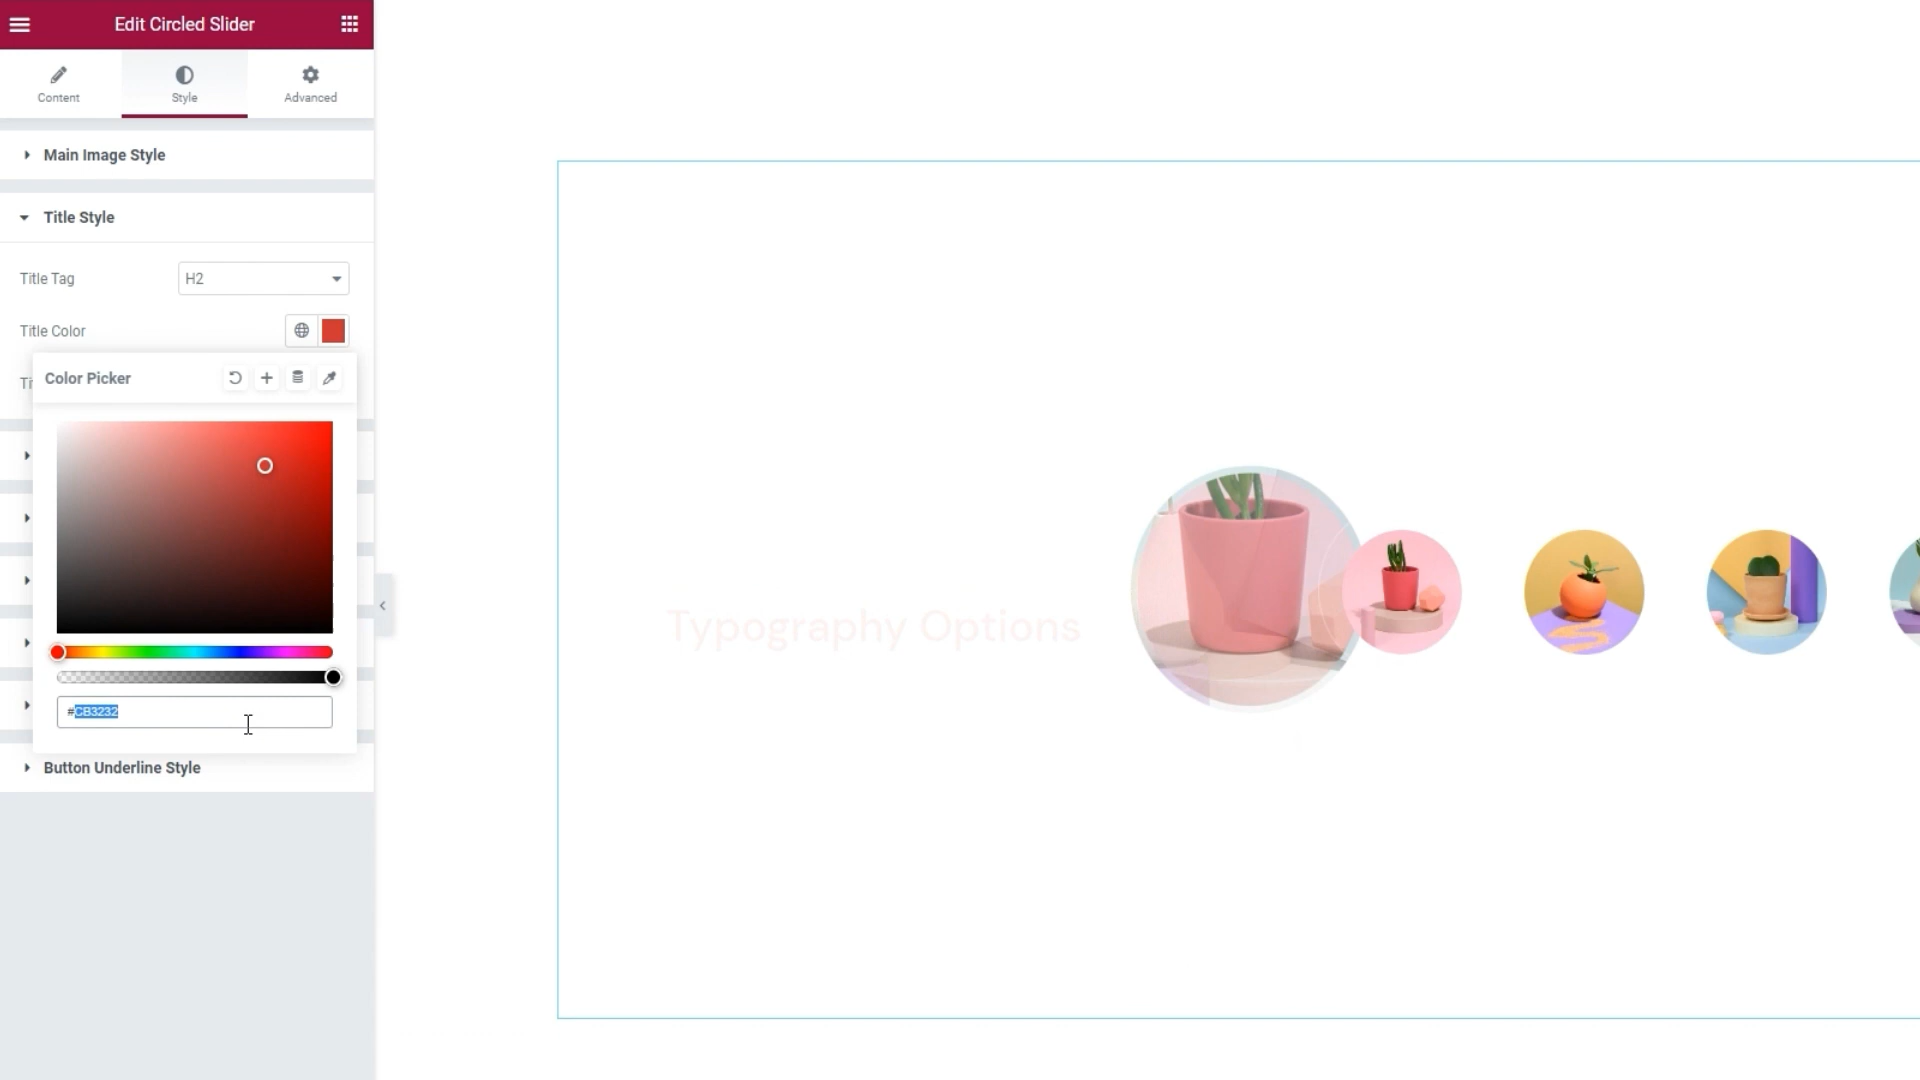 Edit Circled Slider
Content
Style
Advanced
Main Image Style
Title Style
Title Tag
H2
Title Color
Color Picker
#CB3232
Button Underline Style
Typography Options